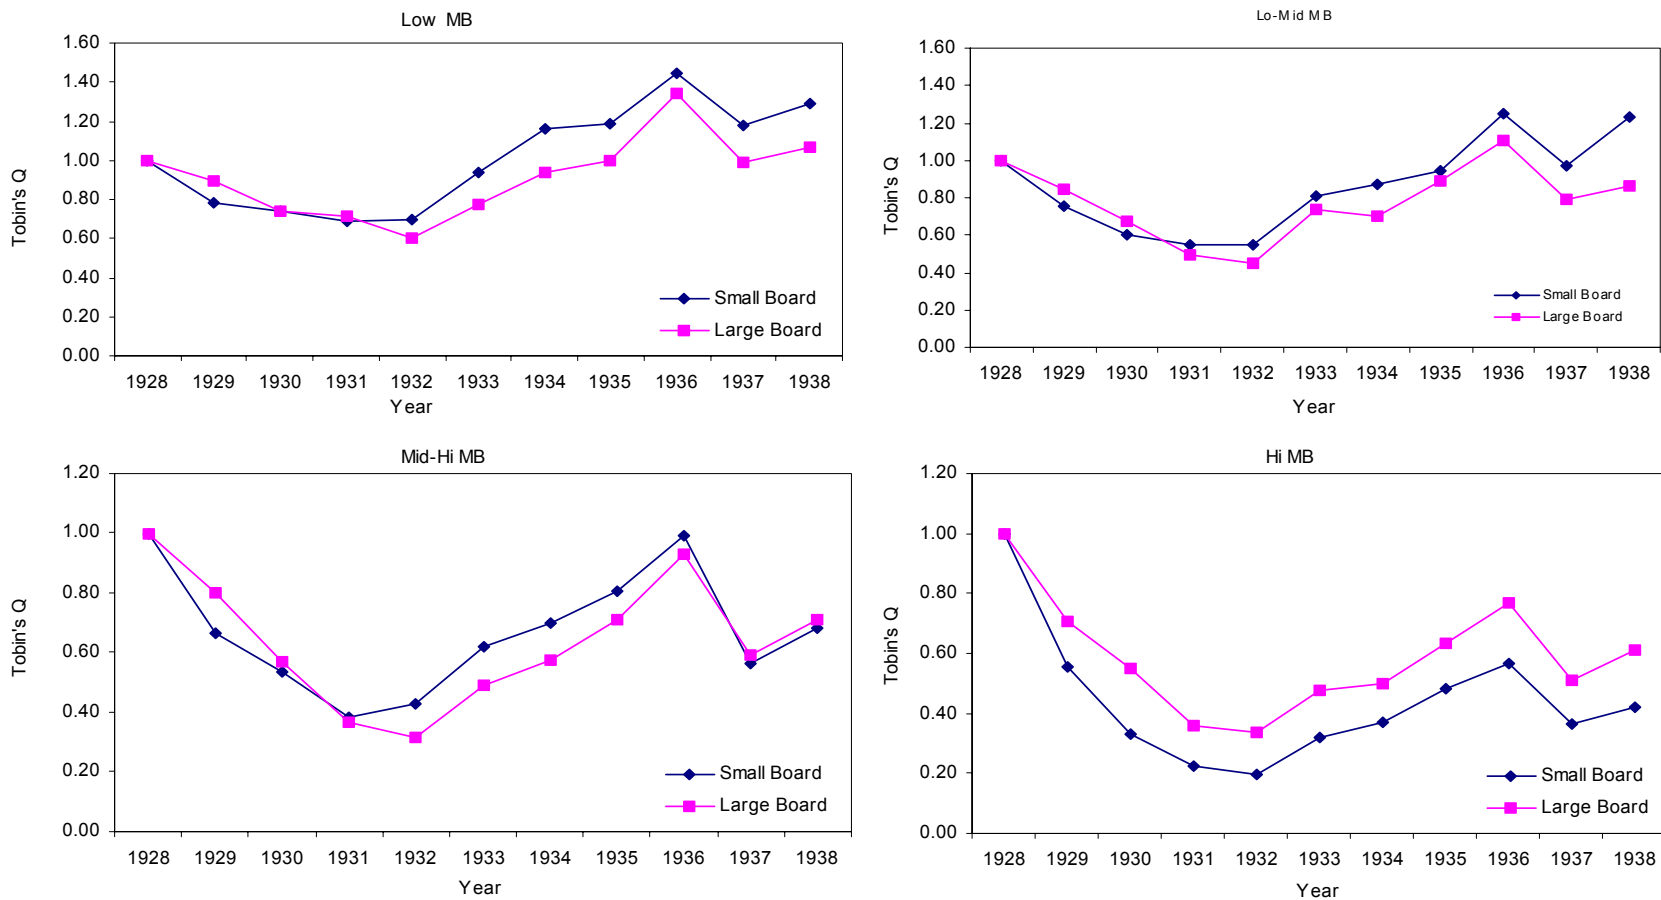 Low MB
1.60
1.40
1.20
1.00
0.80
0.60
0.40
0.20
0.00
Tobin's Q
Small Board
Large Board
1928 1929 1930 1931 1932 1933 1934 1935 1936 1937 1938
Year
Lo-Mid MB
1.60
1.40
1.20
1.00
0.80
0.60
0.40
0.20
0.00
Tobin's Q
Small Board
Large Board
1928 1929 1930 1931 1932 1933 1934 1935 1936 1937 1938
Year
Mid-Hi MB
1.20
1.00
0.80
0.60
0.40
0.20
0.00
Tobin's Q
Small Board
Large Board
1928 1929 1930 1931 1932 1933 1934 1935 1936 1937 1938
Year
Hi MB
1.20
1.00
0.80
0.60
0.40
0.20
0.00
Tobin's Q
Small Board
Large Board
1928 1929 1930 1931 1932 1933 1934 1935 1936 1937 1938
Year